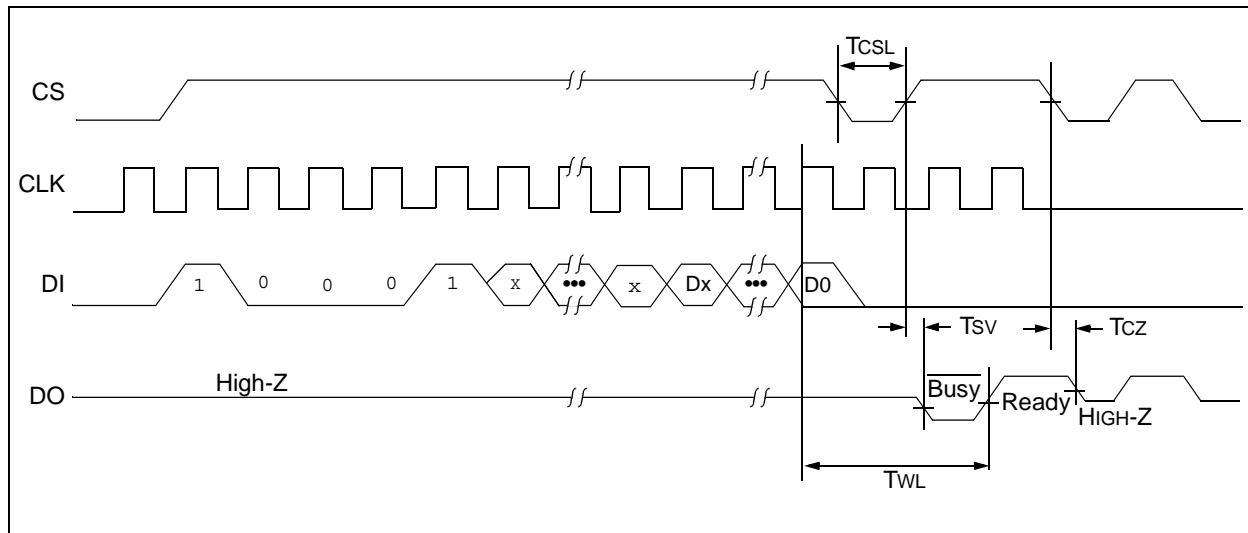 TCSL
CS
CLK
DI
1 0 0 0 1 x ••• x Dx ••• D0
TSV
TCZ
High-Z
DO
Busy
Ready
HIGH-Z
TWL